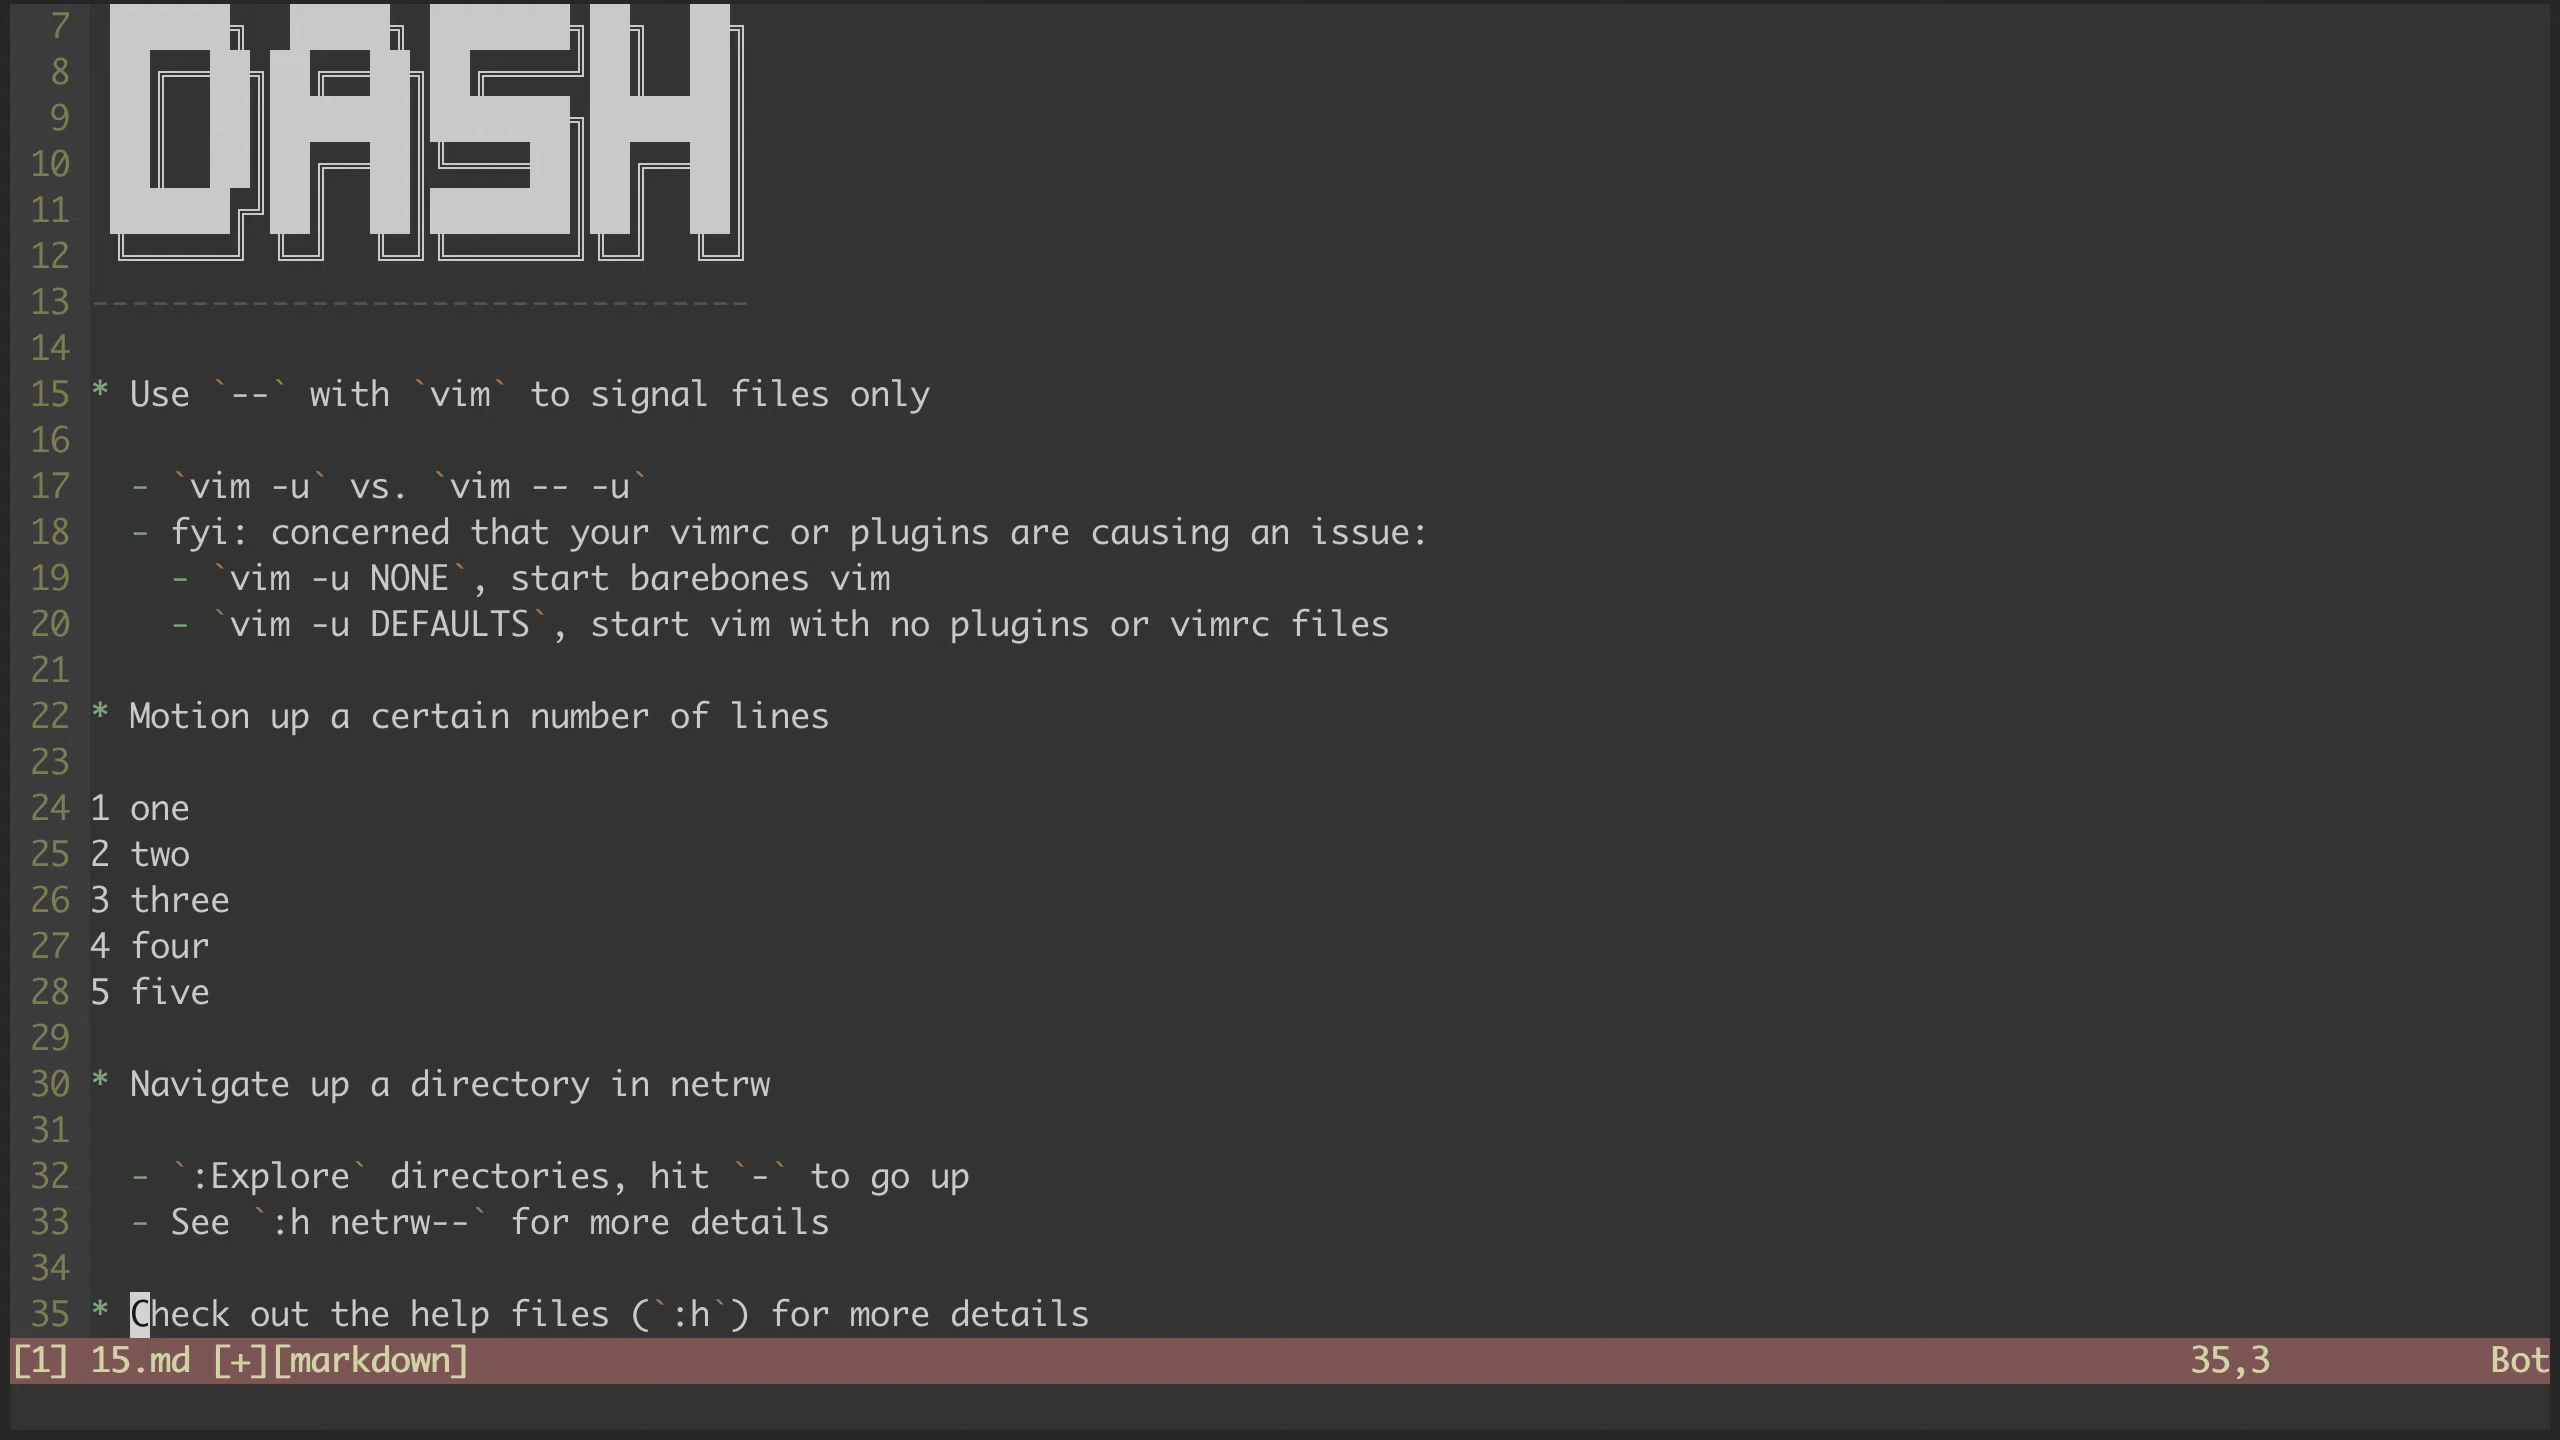 7
8
DASH
9
10
11
12
13 ---------------------------------
14
15 * Use `--` with `vim` to signal files only
16
17   - `vim -u` vs. `vim -- -u`
18   - fyi: concerned that your vimrc or plugins are causing an issue:
19     - `vim -u NONE`, start barebones vim
20     - `vim -u DEFAULTS`, start vim with no plugins or vimrc files
21
22 * Motion up a certain number of lines
23
24 1 one
25 2 two
26 3 three
27 4 four
28 5 five
29
30 * Navigate up a directory in netrw
31
32   - `:Explore` directories, hit `-` to go up
33   - See `:h netrw--` for more details
34
35 * Check out the help files (`:h`) for more details
[1] 15.md [+][markdown] 35,3 Bot